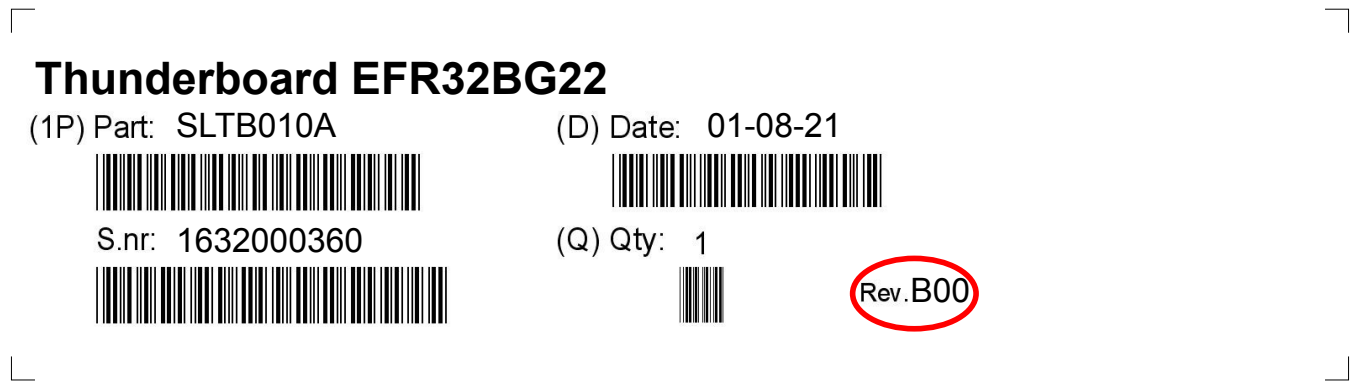 Thunderboard EFR32BG22
(1P) Part: SLTB010A
(D) Date: 01-08-21
S.nr: 1632000360
(Q) Qty: 1
Rev.B00